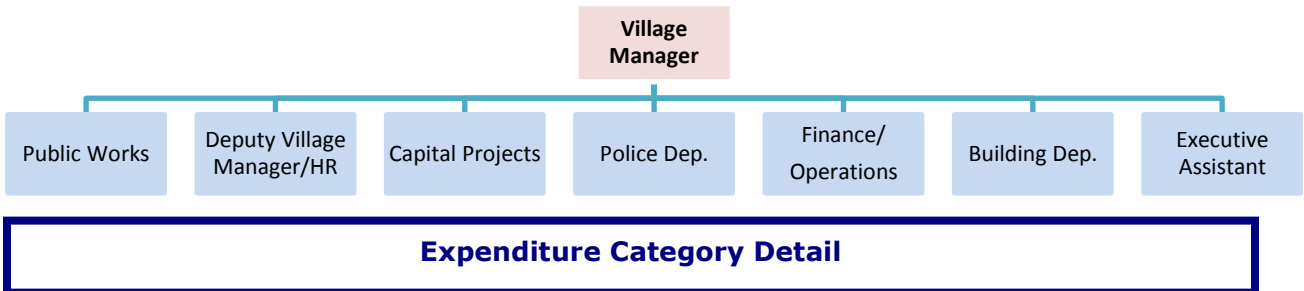 Village
Manager
Public Works
Deputy Village
Manager/HR
Capital Projects
Police Dep.
Finance/
Operations
Building Dep.
Executive
Assistant
Expenditure Category Detail